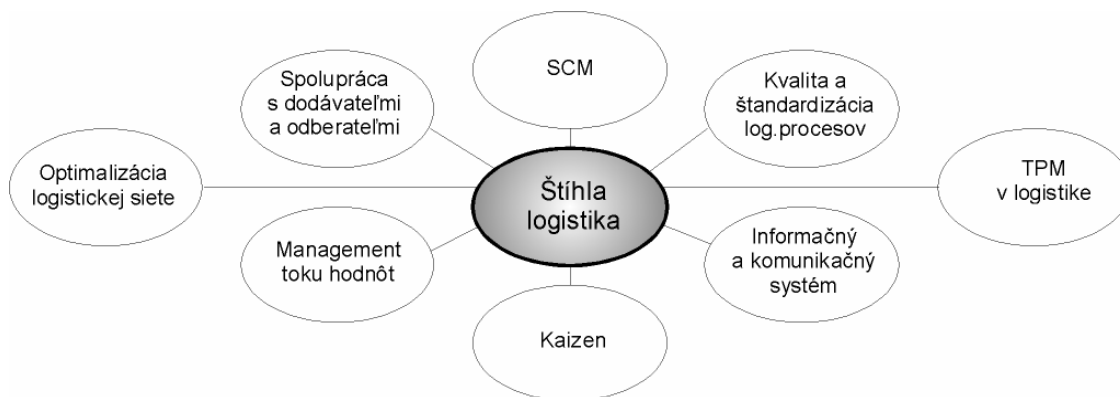 SCM
Spolupráca
s dodávateľmi
a odberateľmi
Kvalita a
štandardizácia
log.procesov
Optimalizácia
logistickej siete
Štíhla
logistika
TPM
v logistike
Management
toku hodnôt
Informačný
a komunikačný
systém
Kaizen